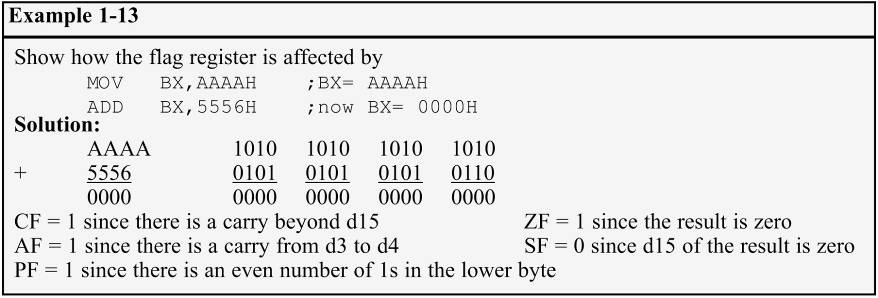 Example 1-13
Show how the flag register is affected by
MOV BX,AAAAH ;BX= AAAAH
ADD BX,5556H ;now BX= 0000H
Solution:
AAAA 1010 1010 1010 1010
+ 5556 0101 0101 0101 0110
0000 0000 0000 0000 0000
CF = 1 since there is a carry beyond d15 ZF = 1 since the result is zero
AF = 1 since there is a carry from d3 to d4 SF = 0 since d15 of the result is zero
PF = 1 since there is an even number of 1s in the lower byte